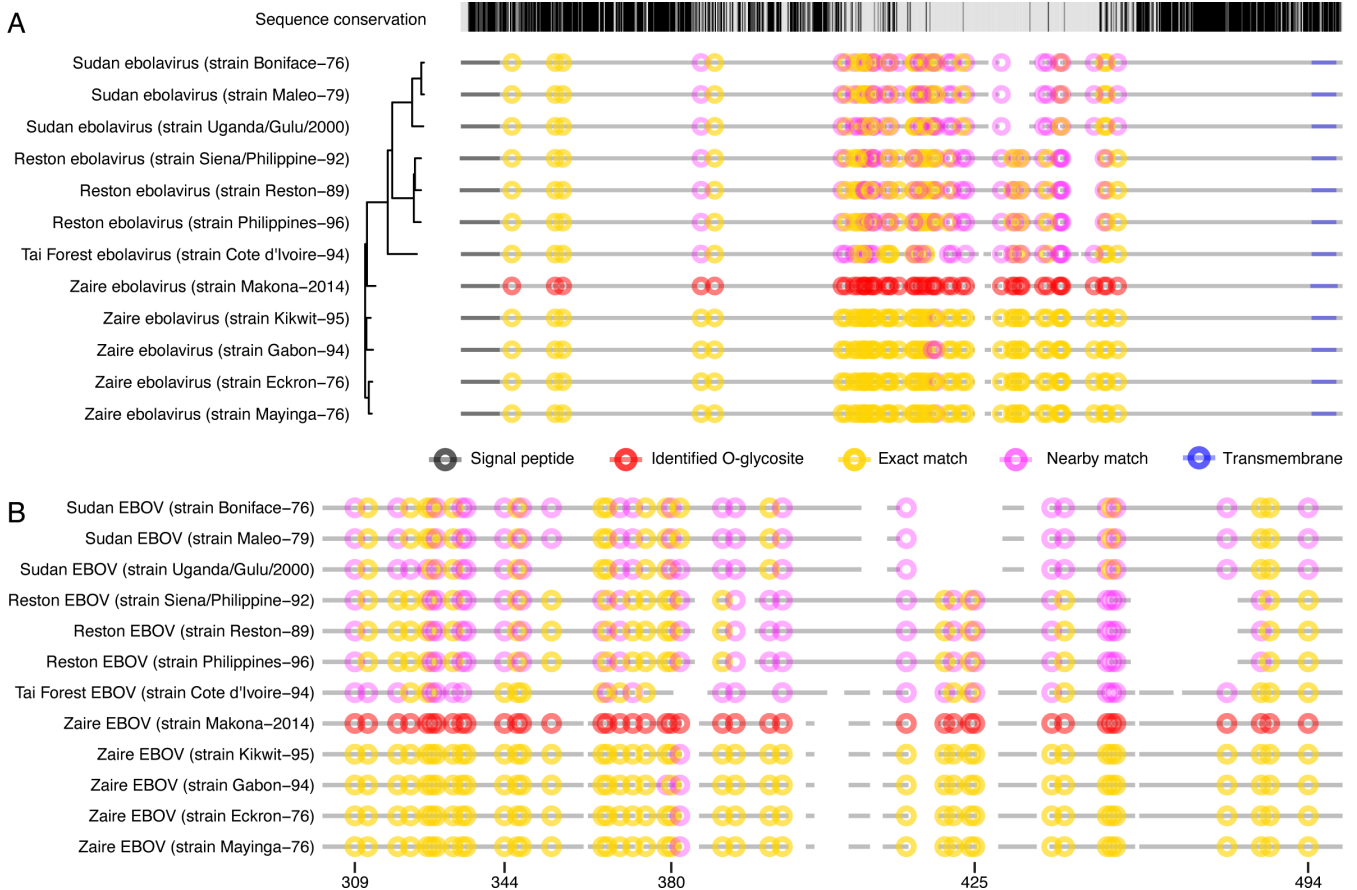 A
Sequence conservation
Sudan ebolavirus (strain Boniface−76)
Sudan ebolavirus (strain Maleo−79)
Sudan ebolavirus (strain Uganda/Gulu/2000)
Reston ebolavirus (strain Siena/Philippine−92)
Reston ebolavirus (strain Reston−89)
Reston ebolavirus (strain Philippines−96)
Tai Forest ebolavirus (strain Cote d'Ivoire−94)
Zaire ebolavirus (strain Makona−2014)
Zaire ebolavirus (strain Kikwit−95)
Zaire ebolavirus (strain Gabon−94)
Zaire ebolavirus (strain Eckron−76)
Zaire ebolavirus (strain Mayinga−76)
Signal peptide Identified O−glycosite Exact match Nearby match Transmembrane
B
Sudan EBOV (strain Boniface−76)
Sudan EBOV (strain Maleo−79)
Sudan EBOV (strain Uganda/Gulu/2000)
Reston EBOV (strain Siena/Philippine−92)
Reston EBOV (strain Reston−89)
Reston EBOV (strain Philippines−96)
Tai Forest EBOV (strain Cote d'Ivoire−94)
Zaire EBOV (strain Makona−2014)
Zaire EBOV (strain Kikwit−95)
Zaire EBOV (strain Gabon−94)
Zaire EBOV (strain Eckron−76)
Zaire EBOV (strain Mayinga−76)
309 344 380 425 494